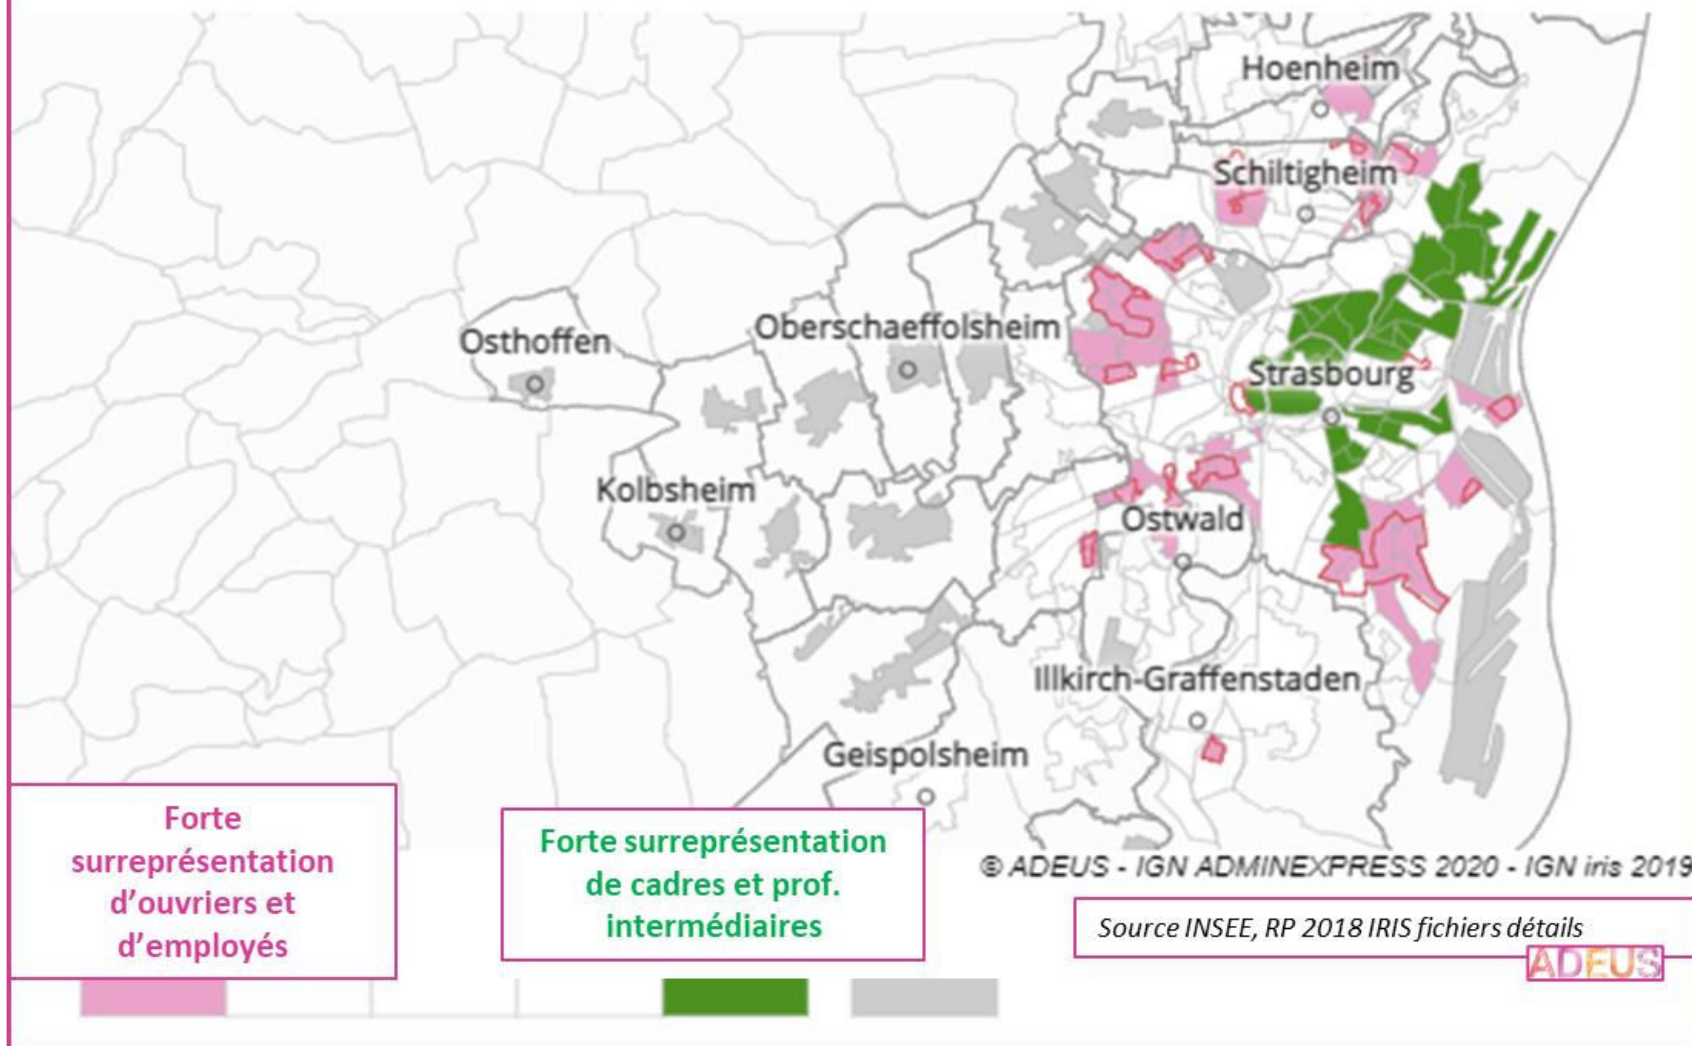 Hoenheim
Schiltigheim
Oberschaeffolsheim
Osthoffen
Strasbourg
Kolbsheim
Ostwald
Illkirch-Graffenstaden
Geispolsheim
Forte
surreprésentation
d'ouvriers et
d'employés
Forte surreprésentation
de cadres et prof.
intermédiaires
© ADEUS - IGN ADMINEXPRESS 2020 - IGN iris 2019
Source INSEE, RP 2018 IRIS fichiers détails
ADEUS